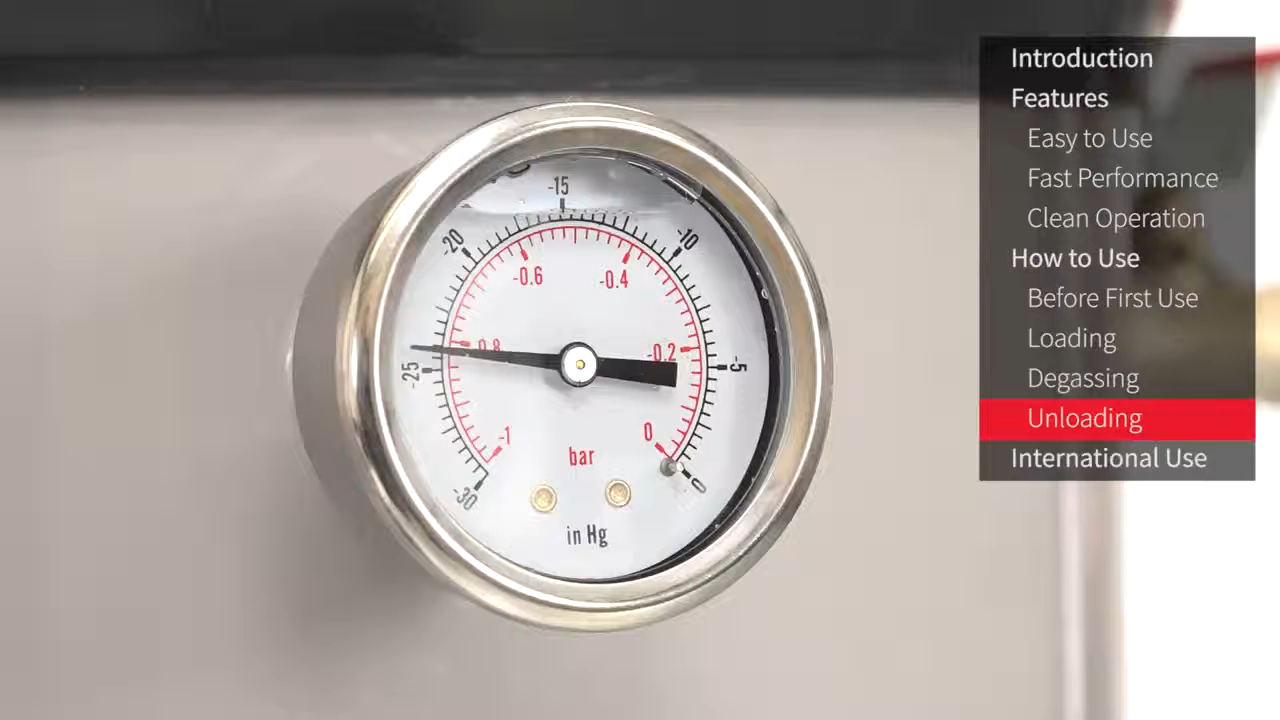 -15
-20
-10
-0.6
-0.4
0.8
-0.2
-25
-5
-1
0
bar
-30
0
in Hg
Introduction
Features
Easy to Use
Fast Performance
Clean Operation
How to Use
Before First Use
Loading
Degassing
Unloading
International Use